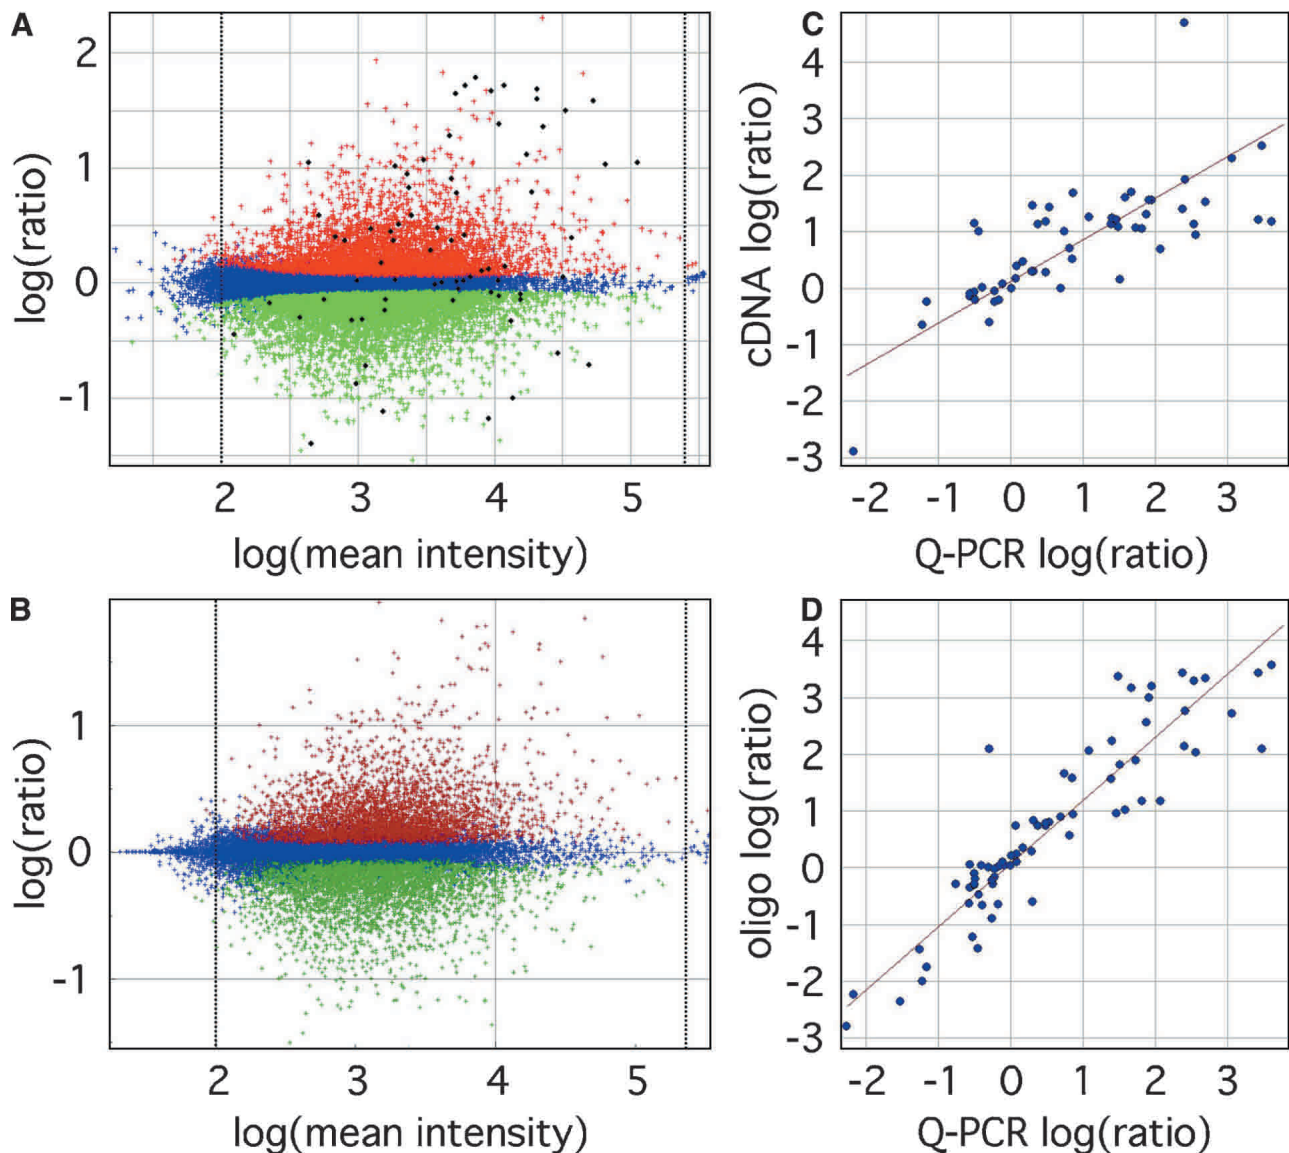 A
log(ratio)
2
1
0
-1
2 3 4 5
log(mean intensity)
C
cDNA log(ratio)
4
3
2
1
0
-1
-2
-3
-2 -1 0 1 2 3
Q-PCR log(ratio)
B
log(ratio)
1
0
-1
2 3 4 5
log(mean intensity)
D
oligo log(ratio)
4
3
2
1
0
-1
-2
-3
-2 -1 0 1 2 3
Q-PCR log(ratio)